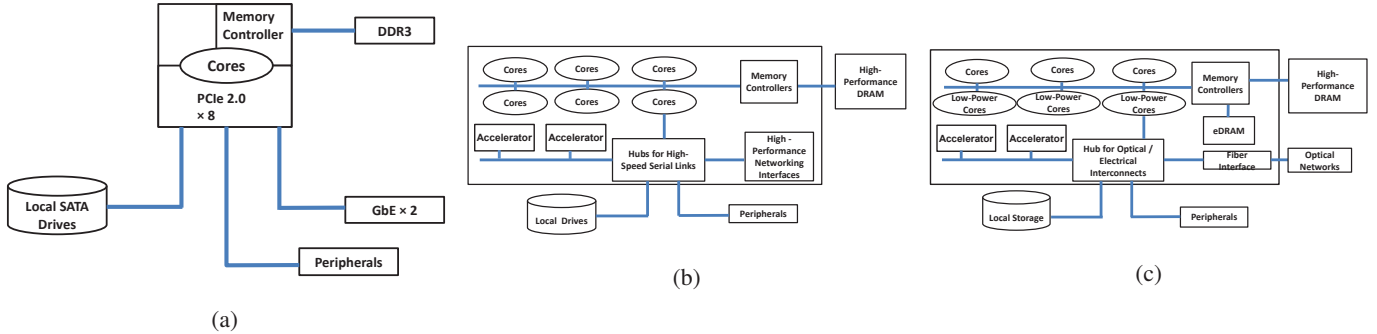 Memory
Controller
DDR3
Cores
PCIe 2.0
× 8
Local SATA
Drives
GbE × 2
Peripherals
(a)
Cores
Cores
Cores
Cores
Cores
Cores
Memory
Controllers
High-
Performance
DRAM
Accelerator
Accelerator
Hubs for High-
Speed Serial Links
High -
Performance
Networking
Interfaces
Local Drives
Peripherals
(b)
Cores
Cores
Cores
Low-Power
Cores
Low-Power
Cores
Low-Power
Cores
Memory
Controllers
High-
Performance
DRAM
eDRAM
Accelerator
Accelerator
Hub for Optical /
Electrical
Interconnects
Fiber
Interface
Optical
Networks
Local Storage
Peripherals
(c)